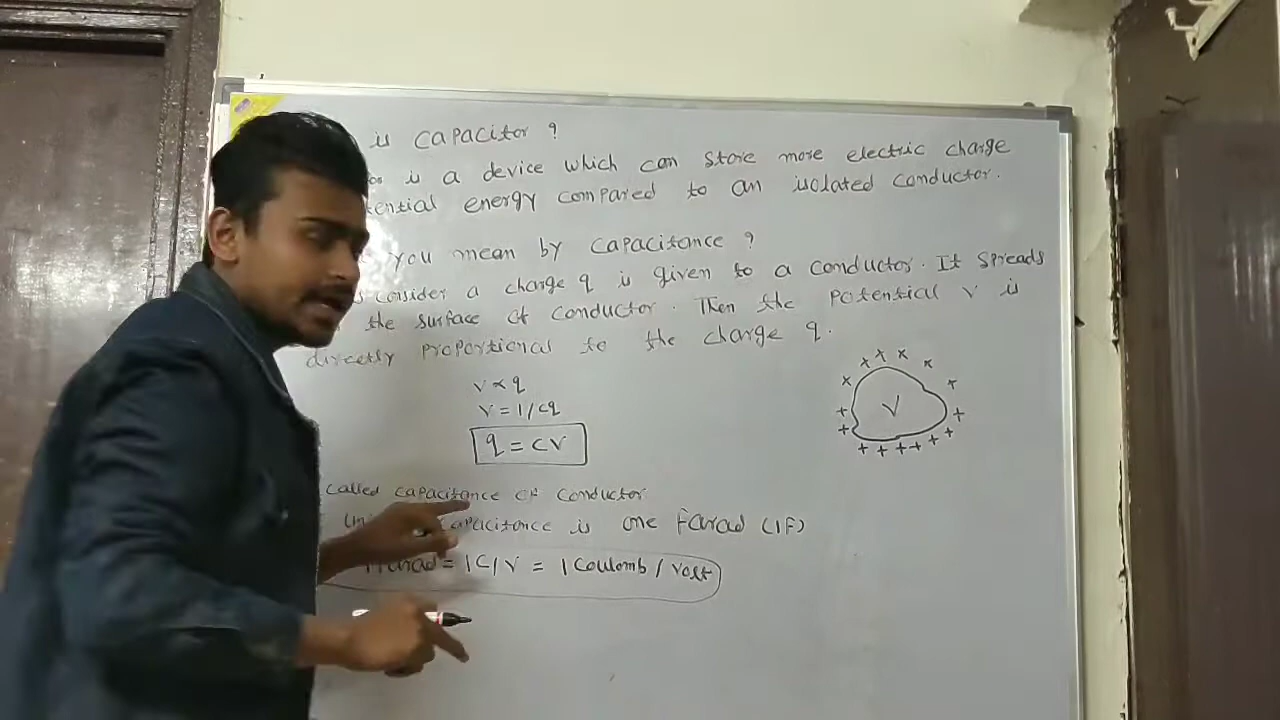 is capacitor ?
is a device which can store more electric charge
energy compared to an isolated conductor.
you mean by capacitance ?
consider a charge q is given to a conductor. It spreads
the surface of conductor. Then the potential V is
directly proportional to the charge q.
V ∝ q
V = 1/cq
q = CV
V
called capacitance of conductor
capacitance is one Farad (1F)
= 1C/V = 1 Coulomb / Volt